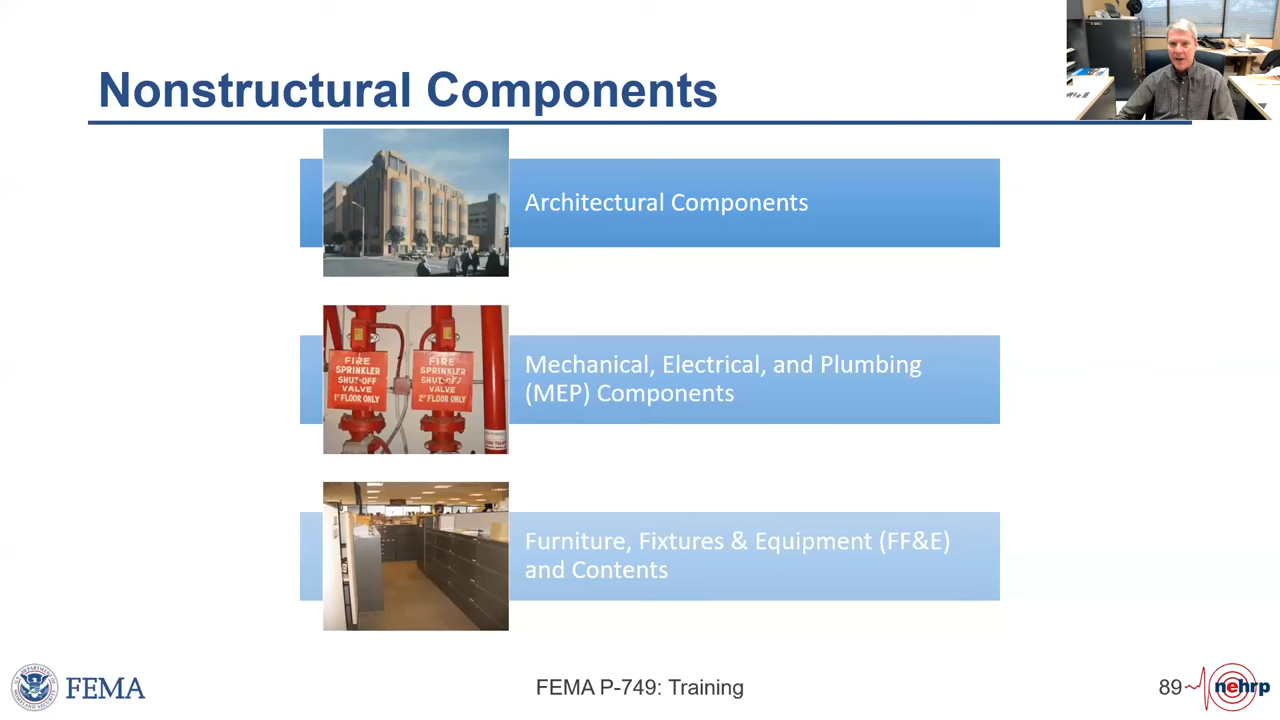 Nonstructural Components
Architectural Components
FIRE
SPRINKLER
SHUT-OFF
VALVE
1ST FLOOR ONLY
FIRE
SPRINKLER
SHUT-OFF
VALVE
2ND FLOOR ONLY
Mechanical, Electrical, and Plumbing
(MEP) Components
Furniture, Fixtures & Equipment (FF&E)
and Contents
FEMA
FEMA P-749: Training
89
nehrp